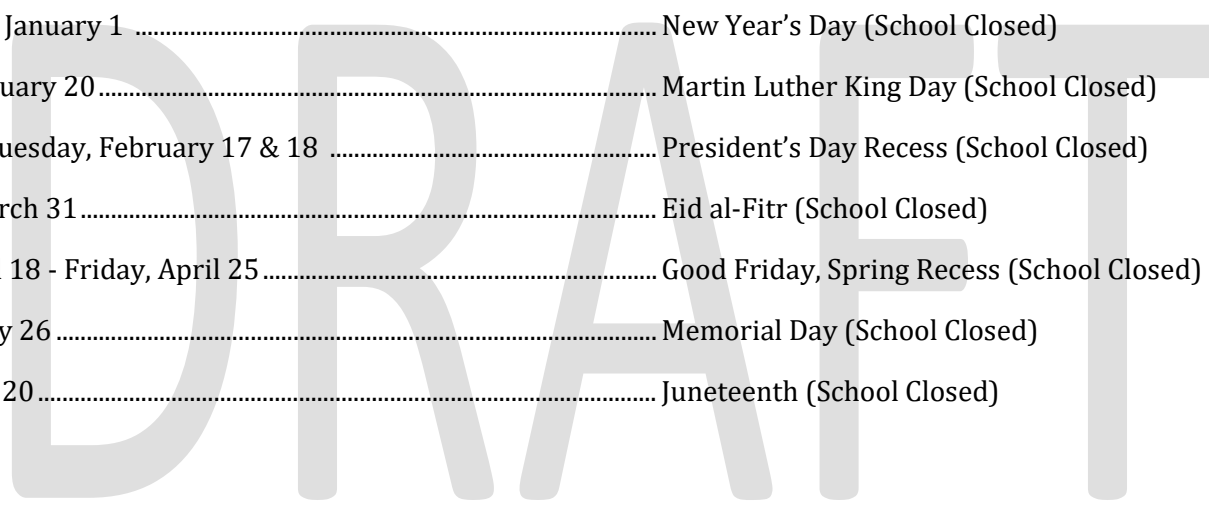 January 1 ........ New Year’s Day (School Closed)
uary 20 ........ Martin Luther King Day (School Closed)
uesday, February 17 & 18 ........ President’s Day Recess (School Closed)
rch 31 ........ Eid al-Fitr (School Closed)
18 - Friday, April 25 ........ Good Friday, Spring Recess (School Closed)
y 26 ........ Memorial Day (School Closed)
20 ........ Juneteenth (School Closed)
DRAFT